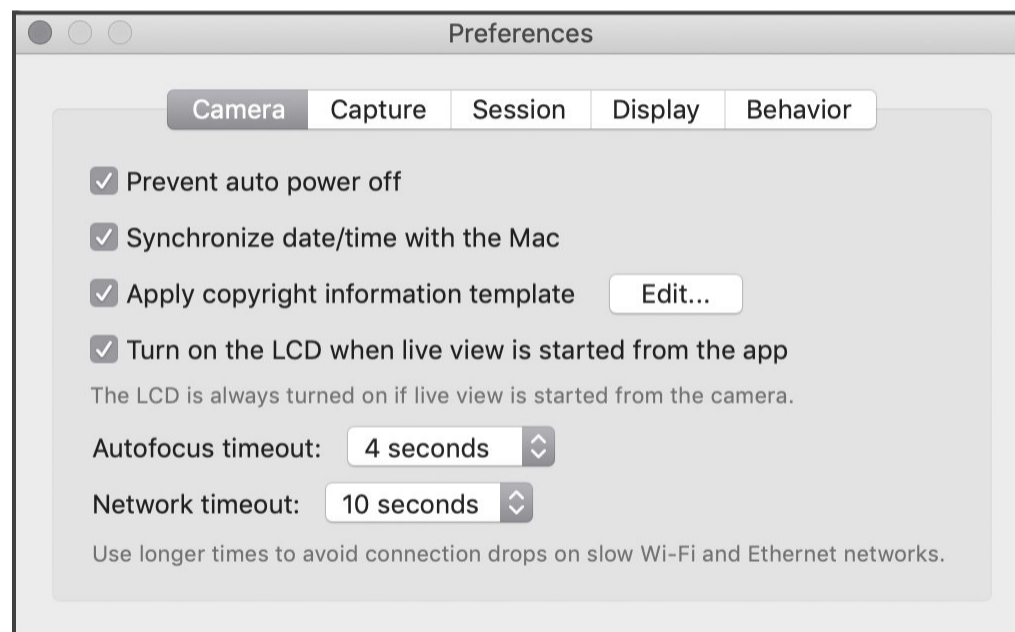 Preferences
Camera Capture Session Display Behavior
Prevent auto power off
Synchronize date/time with the Mac
Apply copyright information template Edit...
Turn on the LCD when live view is started from the app
The LCD is always turned on if live view is started from the camera.
Autofocus timeout: 4 seconds
Network timeout: 10 seconds
Use longer times to avoid connection drops on slow Wi-Fi and Ethernet networks.